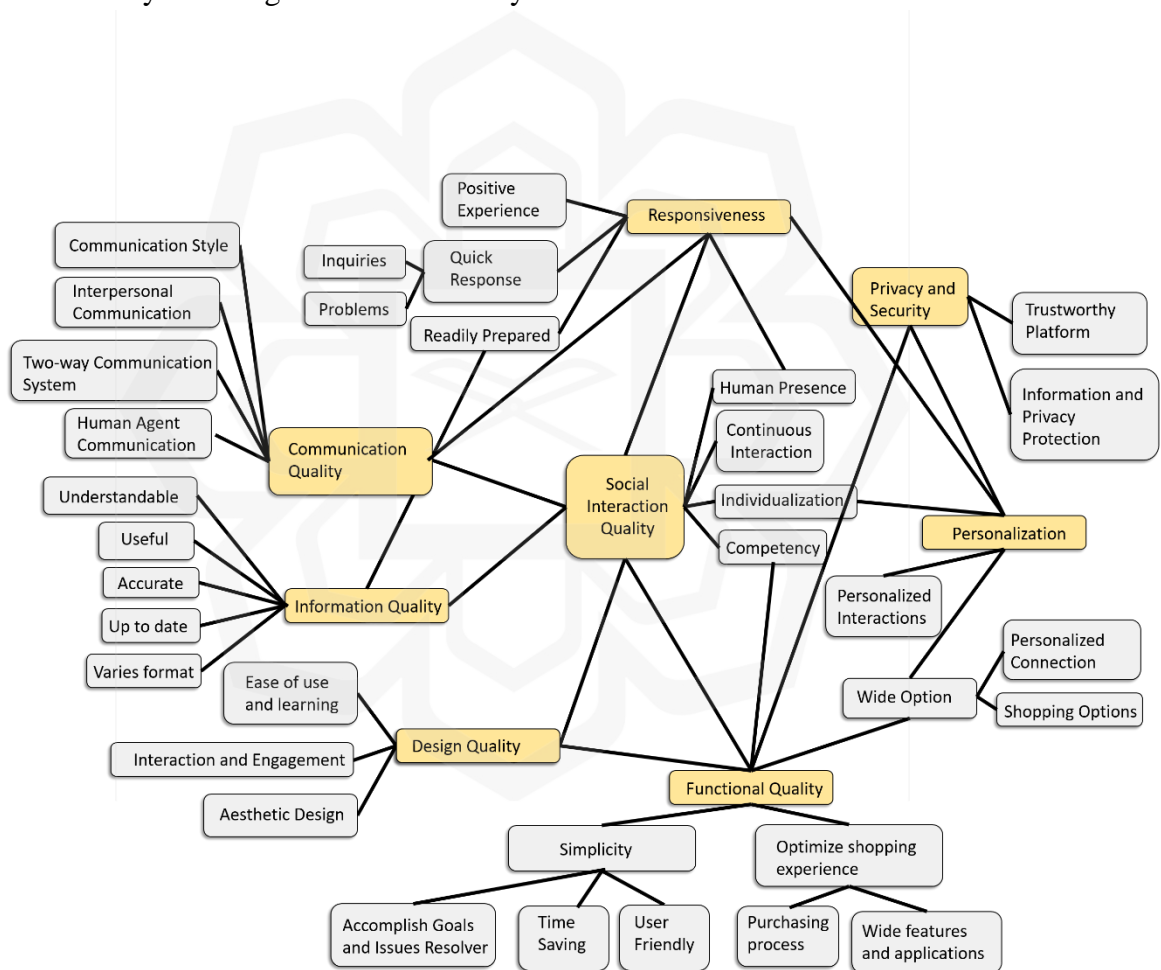 Positive
Experience
Responsiveness
Communication Style
Inquiries
Quick
Response
Problems
Readily Prepared
Interpersonal
Communication
Two-way Communication
System
Human Agent
Communication
Communication
Quality
Privacy and
Security
Trustworthy
Platform
Information and
Privacy
Protection
Human Presence
Continuous
Interaction
Individualization
Competency
Social
Interaction
Quality
Personalization
Personalized
Interactions
Personalized
Connection
Wide Option
Shopping Options
Understandable
Useful
Accurate
Up to date
Varies format
Information Quality
Ease of use
and learning
Interaction and Engagement
Aesthetic Design
Design Quality
Functional Quality
Simplicity
Optimize shopping
experience
Accomplish Goals
and Issues Resolver
Time
Saving
User
Friendly
Purchasing
process
Wide features
and applications